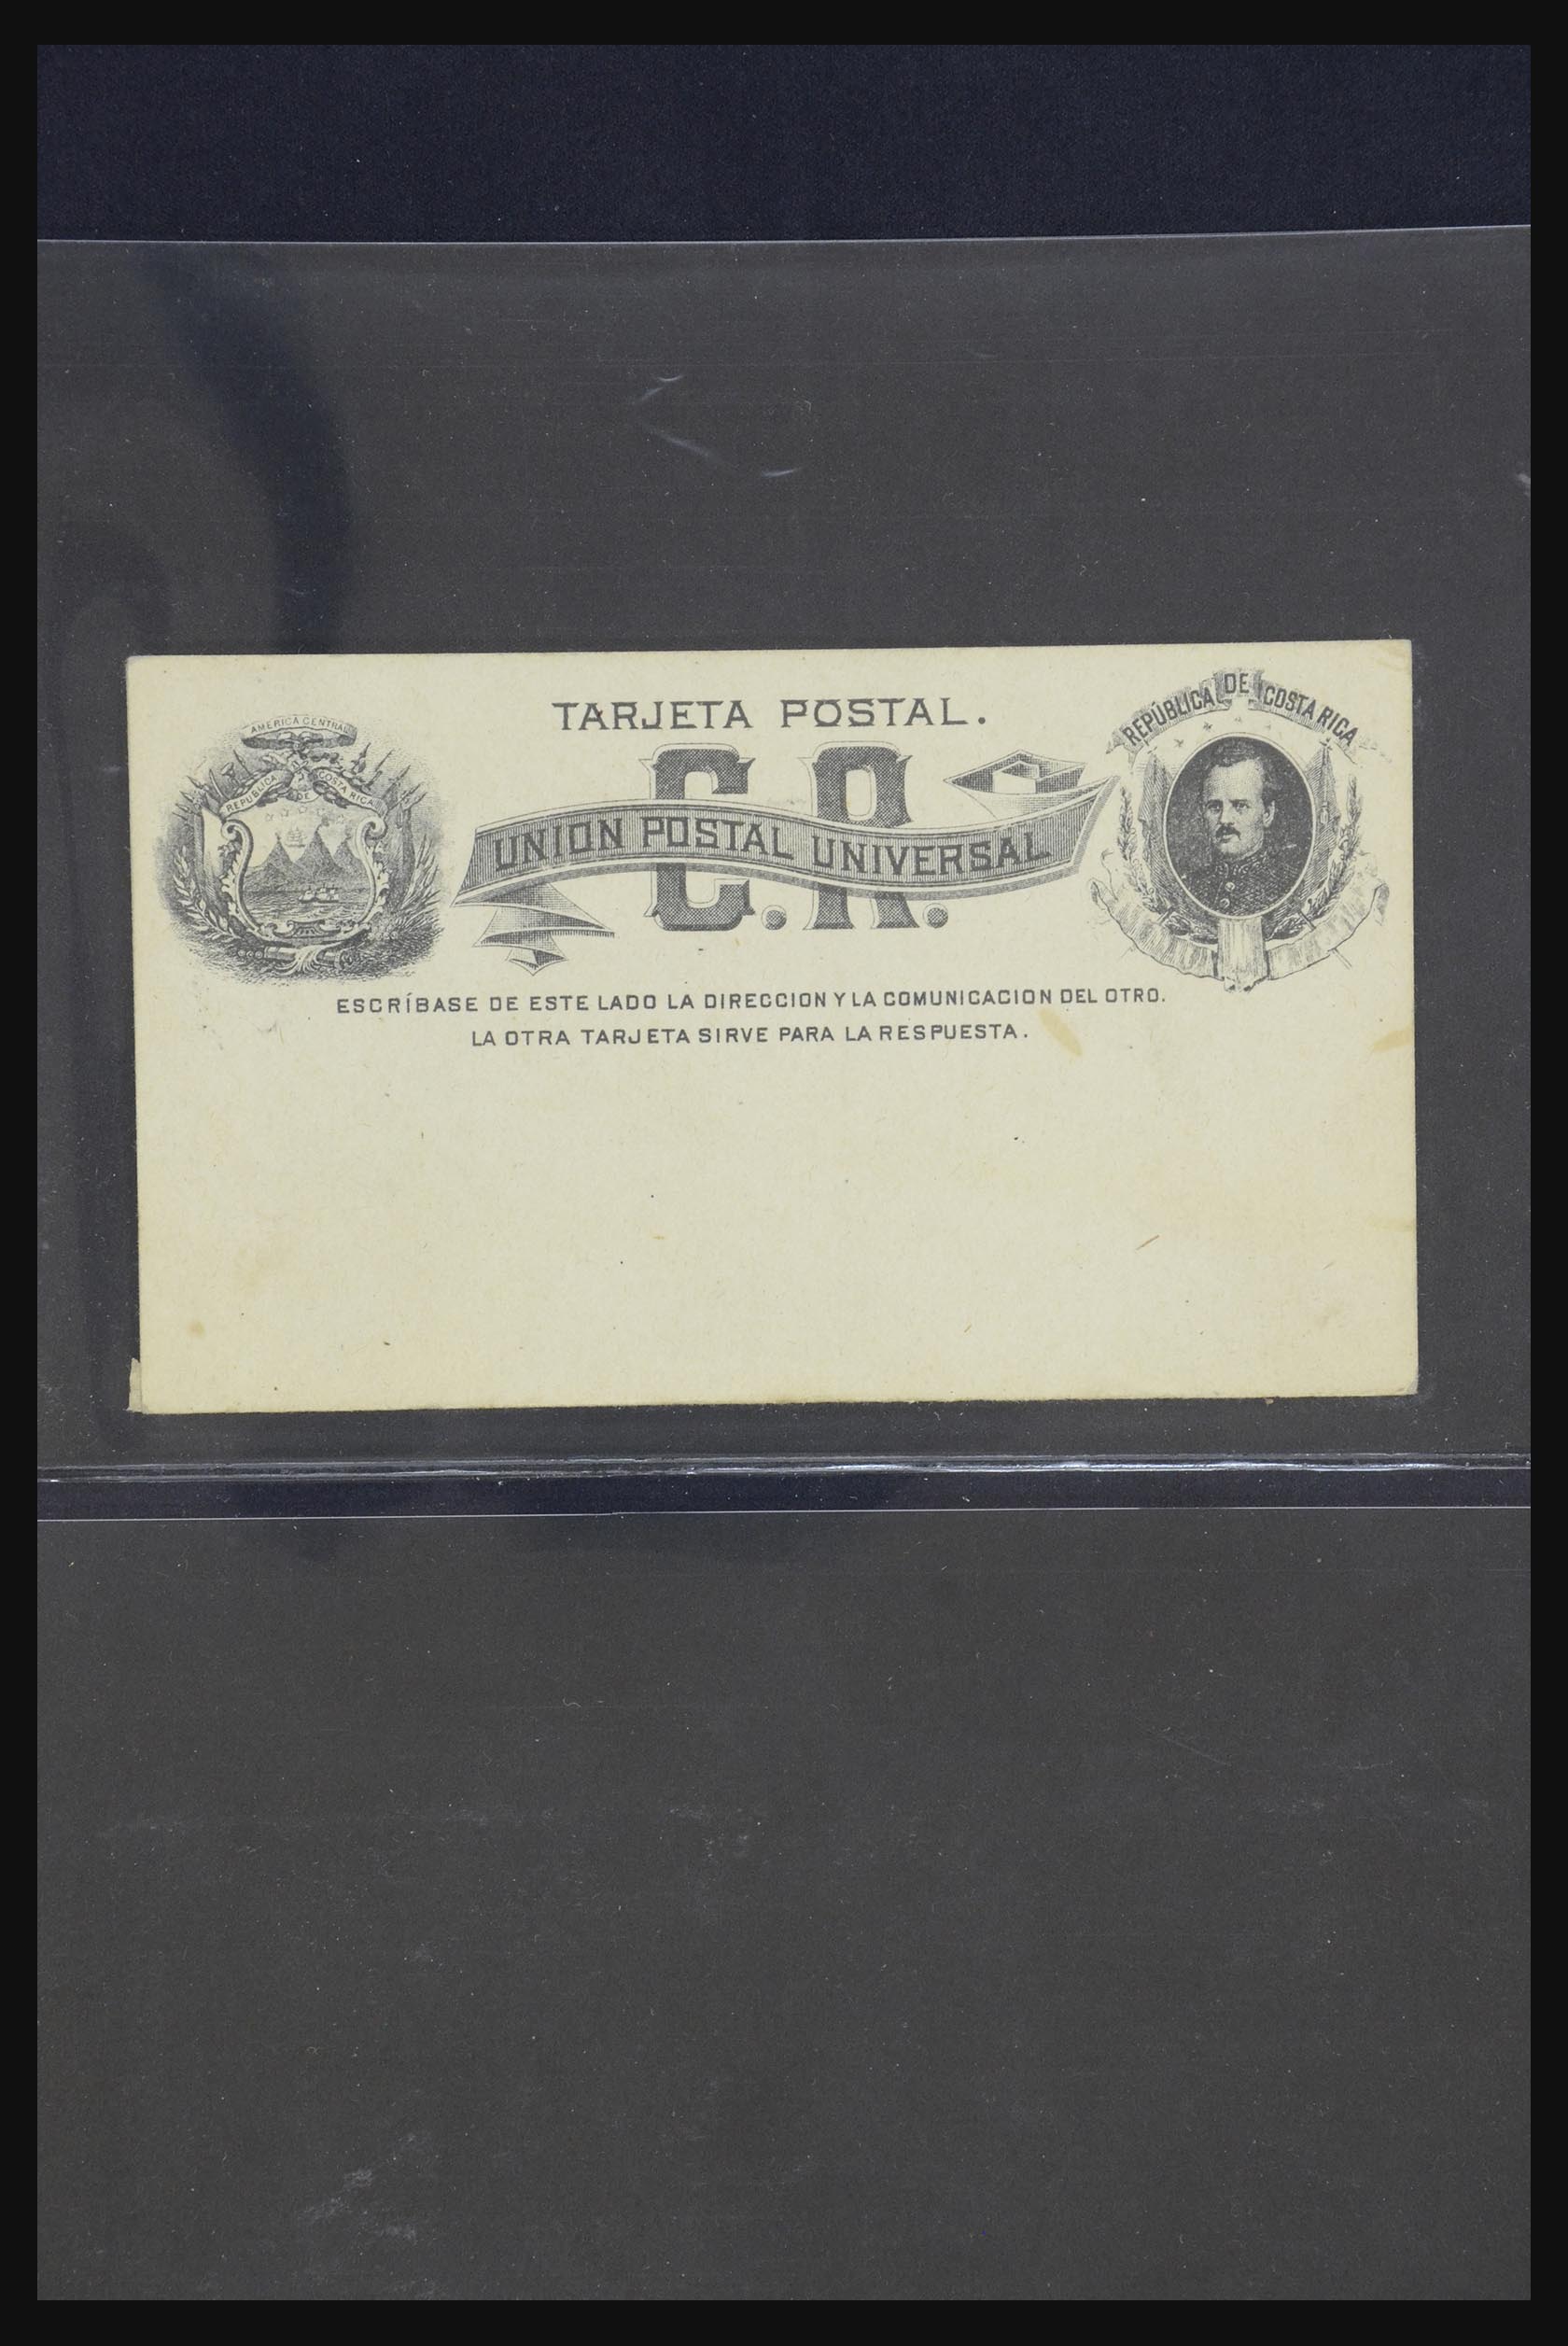 TARJETA POSTAL.
AMERICA CENTRAL
REPUBLICA DE COSTA RICA
C.R.
UNION POSTAL UNIVERSAL
REPÚBLICA DE COSTA RICA
ESCRÍBASE DE ESTE LADO LA DIRECCION Y LA COMUNICACION DEL OTRO.
LA OTRA TARJETA SIRVE PARA LA RESPUESTA.